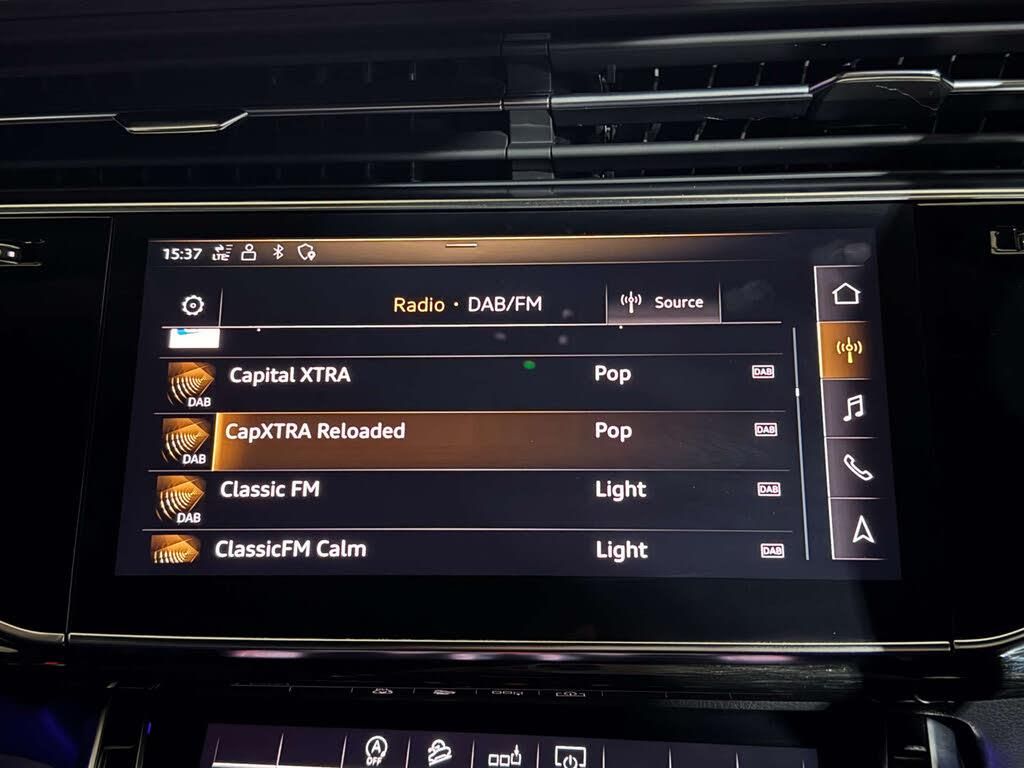 15:37 LTE
Radio · DAB/FM Source
DAB Capital XTRA Pop DAB
DAB CapXTRA Reloaded Pop DAB
DAB Classic FM Light DAB
ClassicFM Calm Light DAB
A OFF